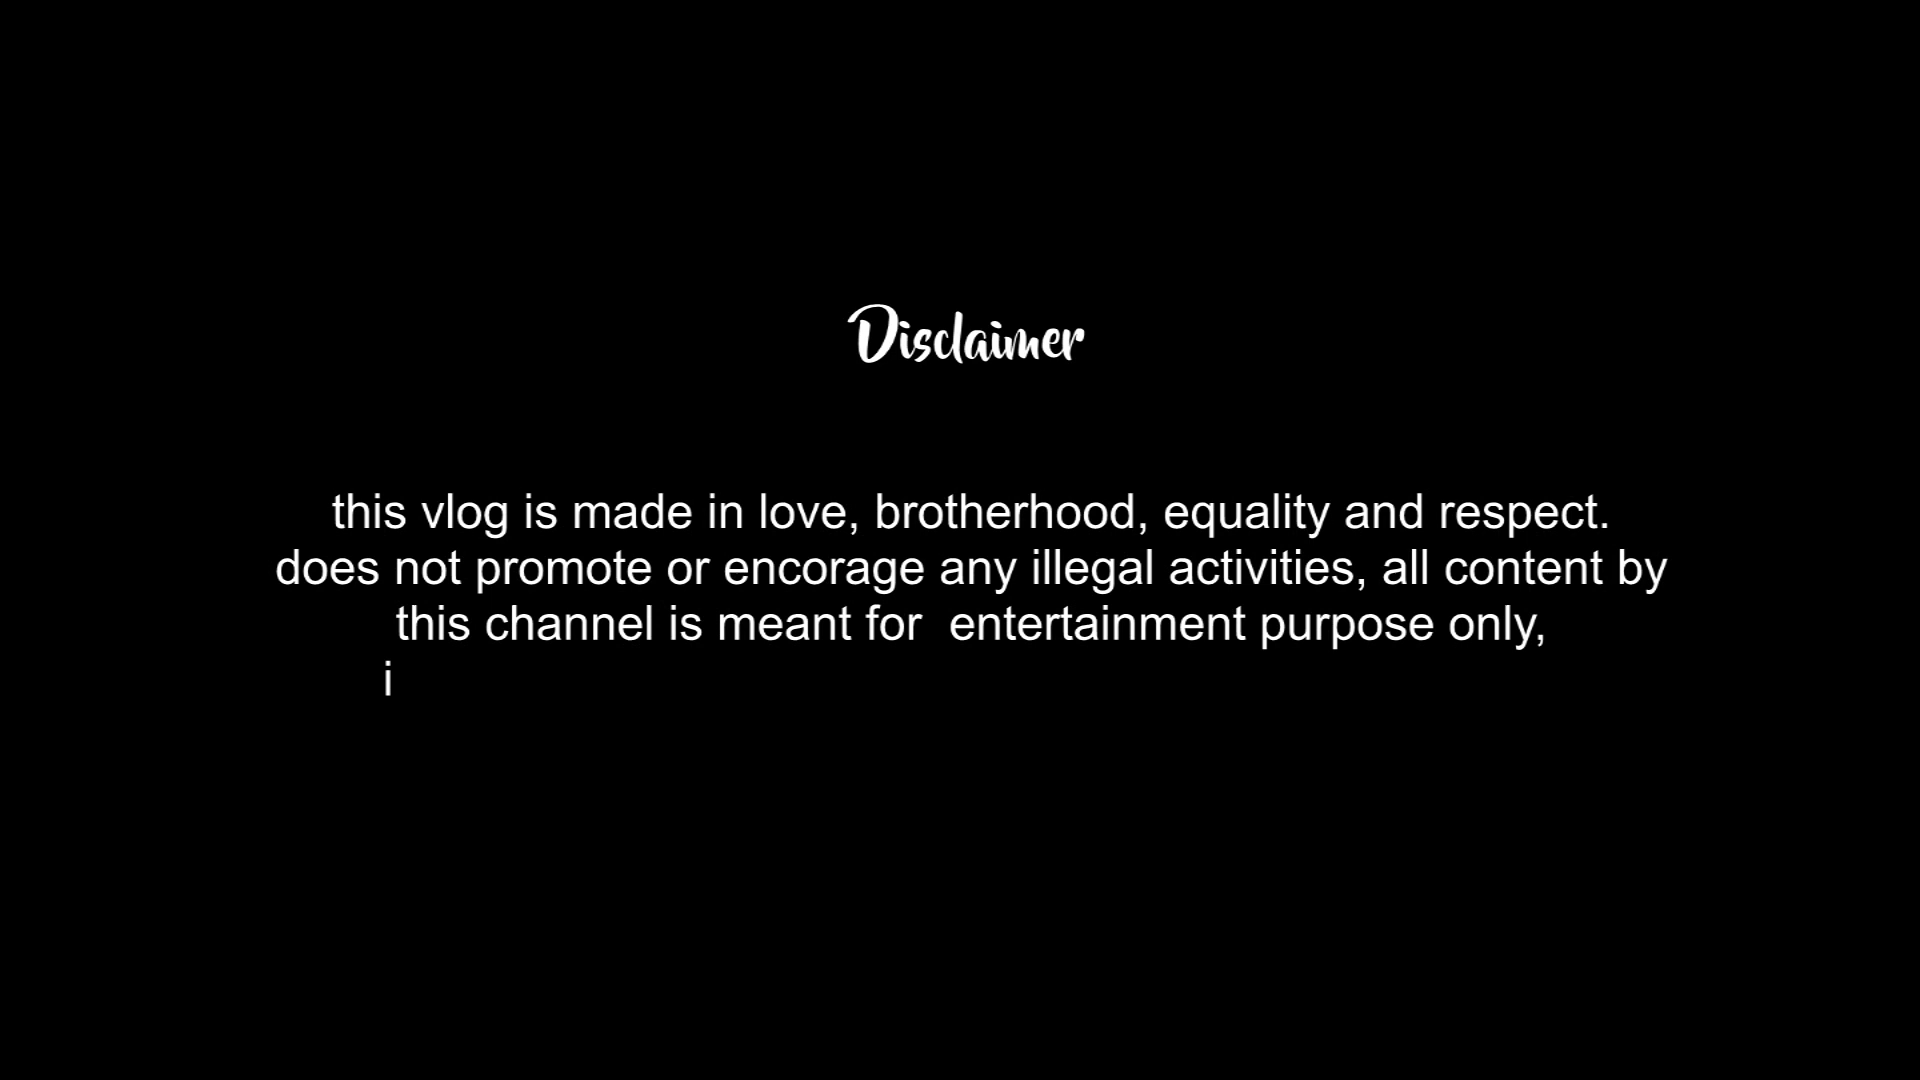 Disclaimer
this vlog is made in love, brotherhood, equality and respect.
does not promote or encorage any illegal activities, all content by
this channel is meant for  entertainment purpose only,
i